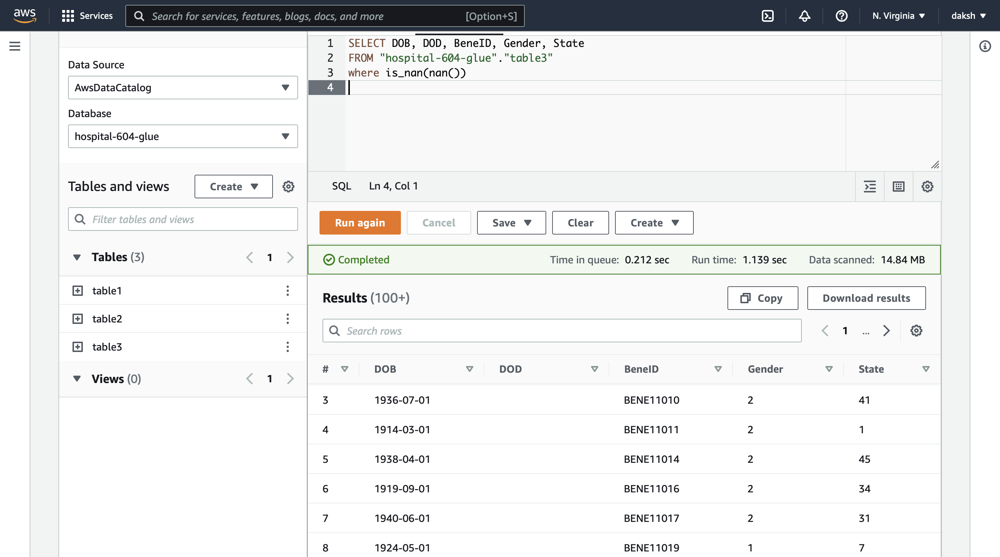 aws
Services
Search for services, features, blogs, docs, and more
[Option+S]
N. Virginia
daksh
Data Source
AwsDataCatalog
Database
hospital-604-glue
Tables and views
Create
Filter tables and views
Tables (3)
1
table1
table2
table3
Views (0)
1
1 SELECT DOB, DOD, BeneID, Gender, State
2 FROM "hospital-604-glue"."table3"
3 where is_nan(nan())
4
SQL Ln 4, Col 1
Run again Cancel Save Clear Create
Completed Time in queue: 0.212 sec Run time: 1.139 sec Data scanned: 14.84 MB
Results (100+)
Copy Download results
Search rows
1 ...
# DOB DOD BeneID Gender State
3 1936-07-01 BENE11010 2 41
4 1914-03-01 BENE11011 2 1
5 1938-04-01 BENE11014 2 45
6 1919-09-01 BENE11016 2 34
7 1940-06-01 BENE11017 2 31
8 1924-05-01 BENE11019 1 7